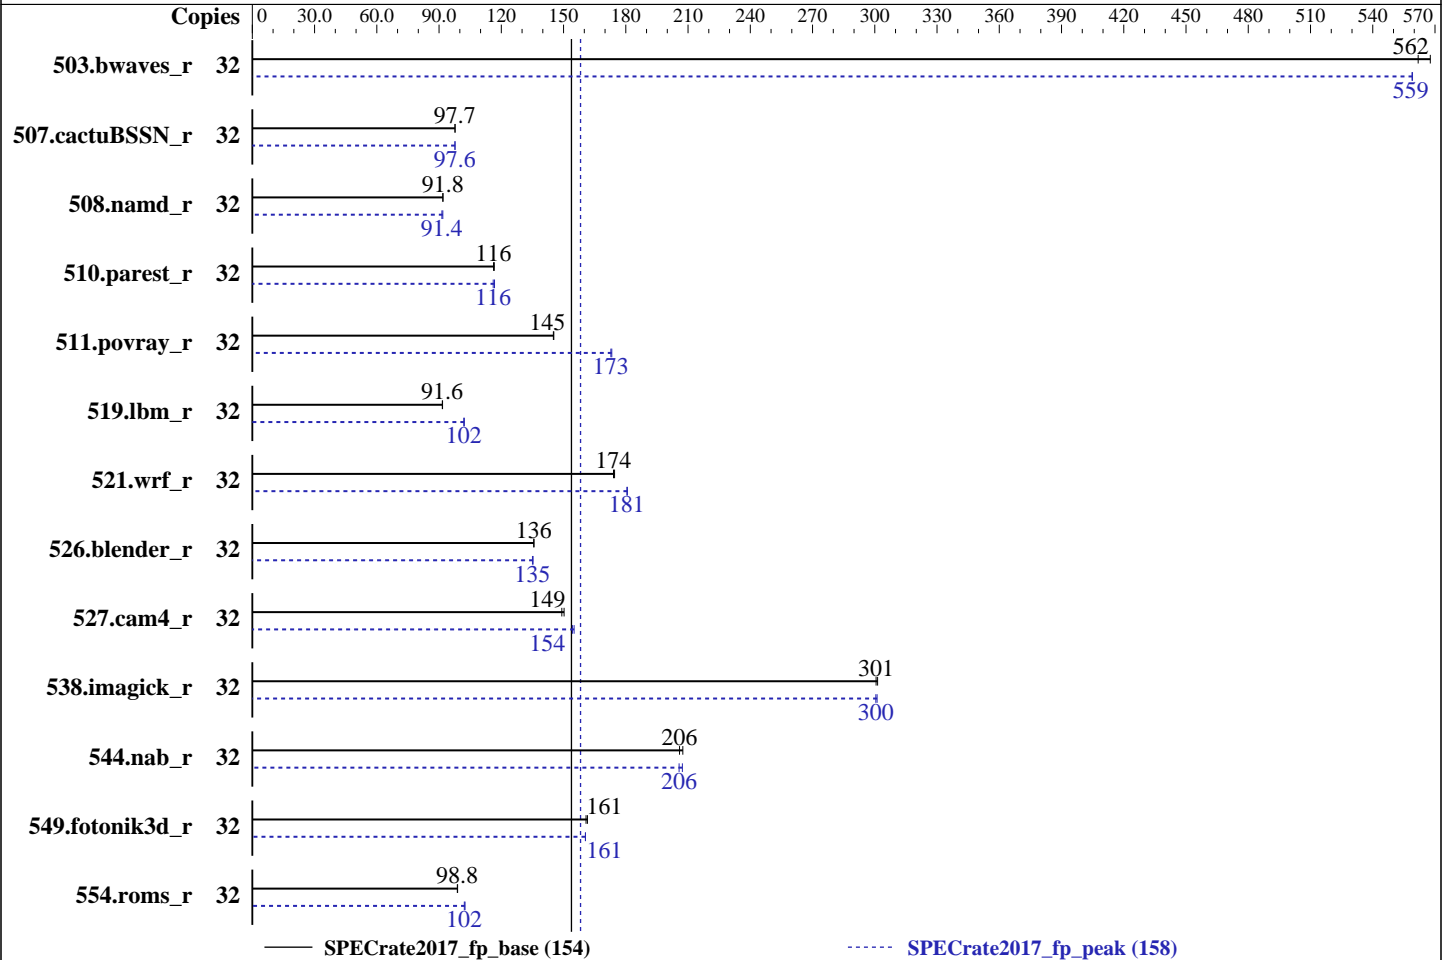 Copies 0 30.0 60.0 90.0 120 150 180 210 240 270 300 330 360 390 420 450 480 510 540 570
503.bwaves_r 32 562
559
507.cactuBSSN_r 32 97.7
97.6
508.namd_r 32 91.8
91.4
510.parest_r 32 116
116
511.povray_r 32 145
173
519.lbm_r 32 91.6
102
521.wrf_r 32 174
181
526.blender_r 32 136
135
527.cam4_r 32 149
154
538.imagick_r 32 301
300
544.nab_r 32 206
206
549.fotonik3d_r 32 161
161
554.roms_r 32 98.8
102
SPECrate2017_fp_base (154) SPECrate2017_fp_peak (158)